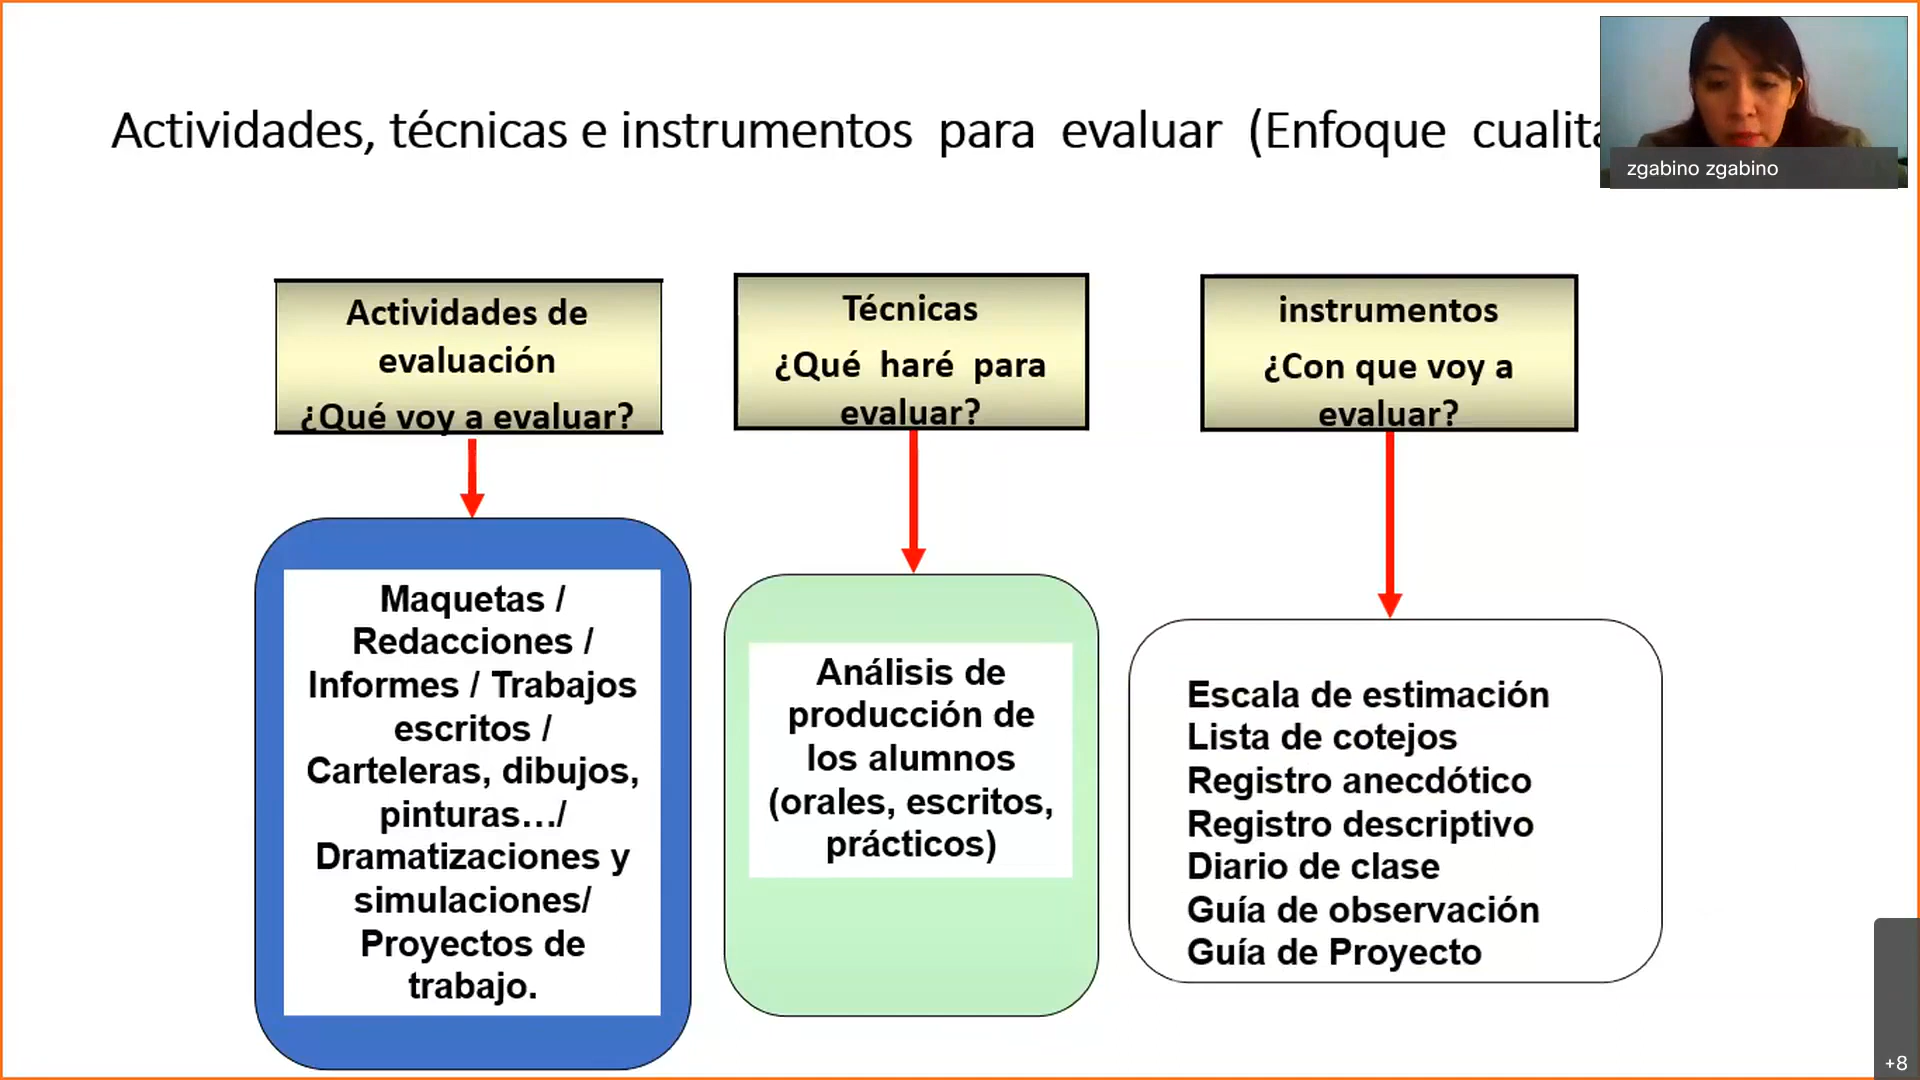 Actividades, técnicas e instrumentos para evaluar (Enfoque
zgabino zgabino
Actividades de
evaluación
¿Qué voy a evaluar?
Técnicas
¿Qué haré para
evaluar?
instrumentos
¿Con que voy a
evaluar?
Maquetas /
Redacciones /
Informes / Trabajos
escritos /
Carteleras, dibujos,
pinturas.../
Dramatizaciones y
simulaciones/
Proyectos de
trabajo.
Análisis de
producción de
los alumnos
(orales, escritos,
prácticos)
Escala de estimación
Lista de cotejos
Registro anecdótico
Registro descriptivo
Diario de clase
Guía de observación
Guía de Proyecto
+8